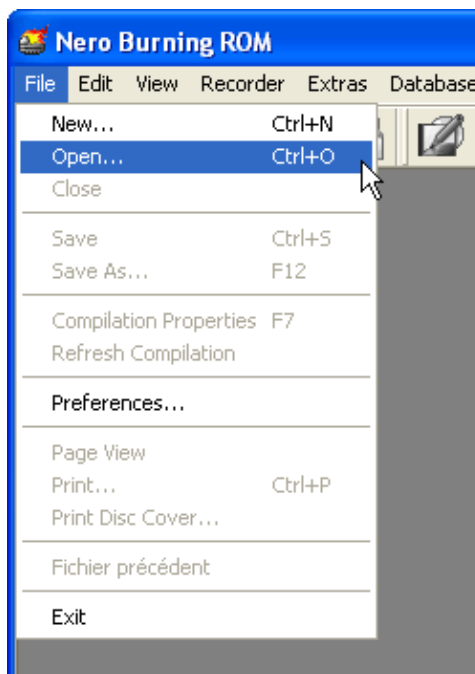 Nero Burning ROM
File Edit View Recorder Extras Database
New... Ctrl+N
Open... Ctrl+O
Close
Save Ctrl+S
Save As... F12
Compilation Properties F7
Refresh Compilation
Preferences...
Page View
Print... Ctrl+P
Print Disc Cover...
Fichier précédent
Exit